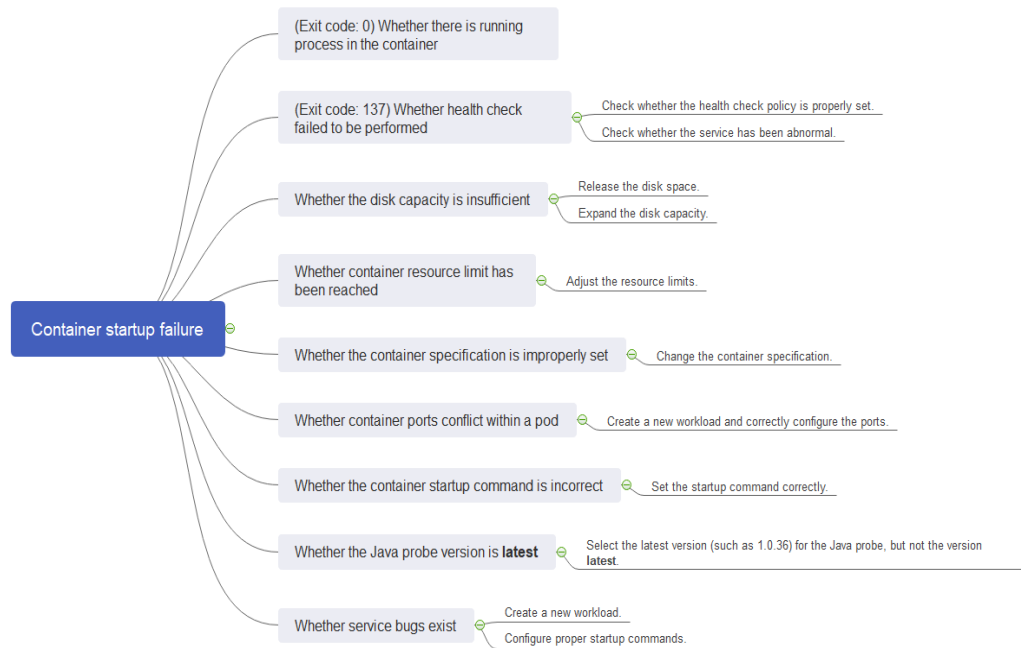 Container startup failure
(Exit code: 0) Whether there is running
process in the container
(Exit code: 137) Whether health check
failed to be performed
Check whether the health check policy is properly set.
Check whether the service has been abnormal.
Whether the disk capacity is insufficient
Release the disk space.
Expand the disk capacity.
Whether container resource limit has
been reached
Adjust the resource limits.
Whether the container specification is improperly set
Change the container specification.
Whether container ports conflict within a pod
Create a new workload and correctly configure the ports.
Whether the container startup command is incorrect
Set the startup command correctly.
Whether the Java probe version is latest
Select the latest version (such as 1.0.36) for the Java probe, but not the version
latest.
Whether service bugs exist
Create a new workload.
Configure proper startup commands.